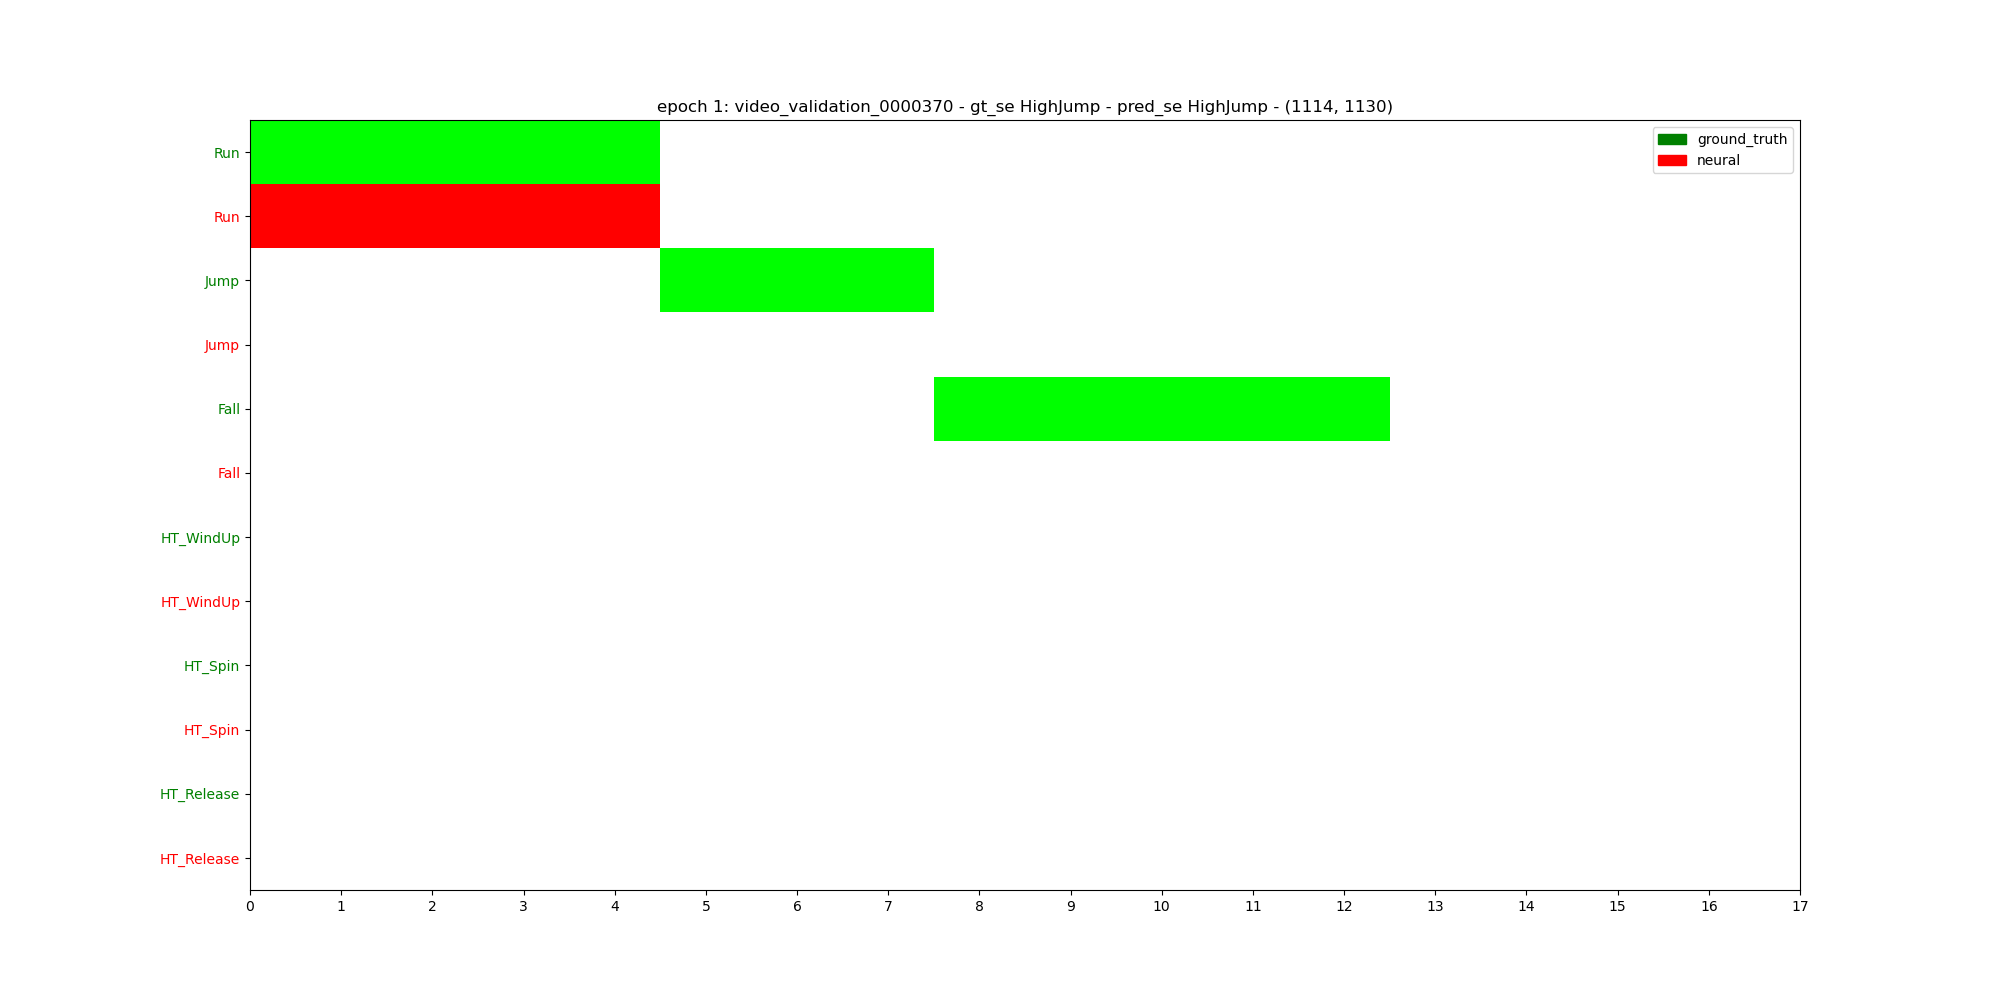 epoch 1: video_validation_0000370 - gt_se HighJump - pred_se HighJump - (1114, 1130)
ground_truth
neural
Run
Run
Jump
Jump
Fall
Fall
HT_WindUp
HT_WindUp
HT_Spin
HT_Spin
HT_Release
HT_Release
0 1 2 3 4 5 6 7 8 9 10 11 12 13 14 15 16 17